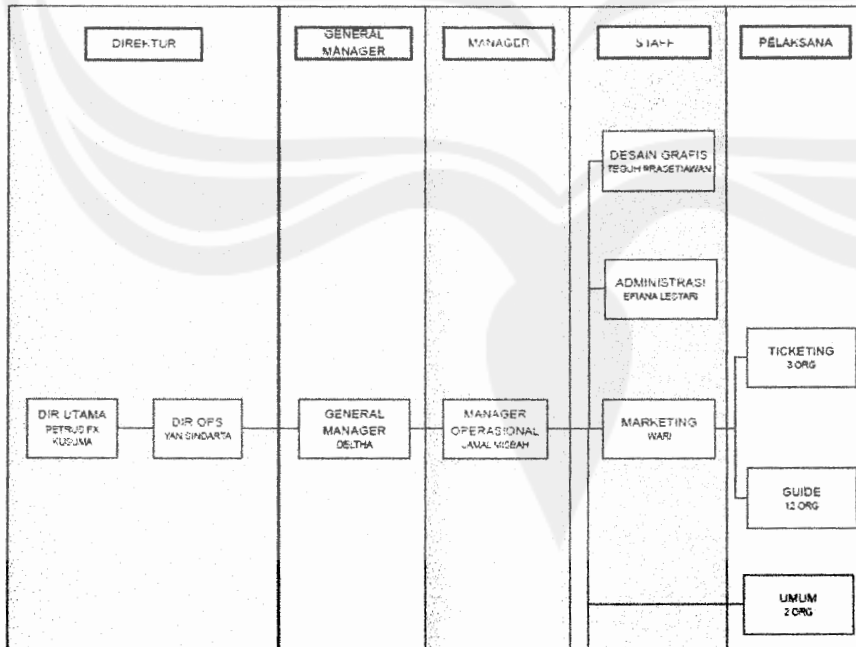 DIREKTUR
GENERAL
MANAGER
MANAGER
STAFF
PELAKSANA
DESAIN GRAFIS
TEGUH PRASETIAWAN
ADMINISTRASI
EFIANA LESTARI
TICKETING
3 ORG
DIR UTAMA
PETRUS FX
KUSUMA
DIR OPS
YAN SINDARTA
GENERAL
MANAGER
DELTHA
MANAGER
OPERASIONAL
JAMAL MISBAH
MARKETING
WARI
GUIDE
12 ORG
UMUM
2 ORG